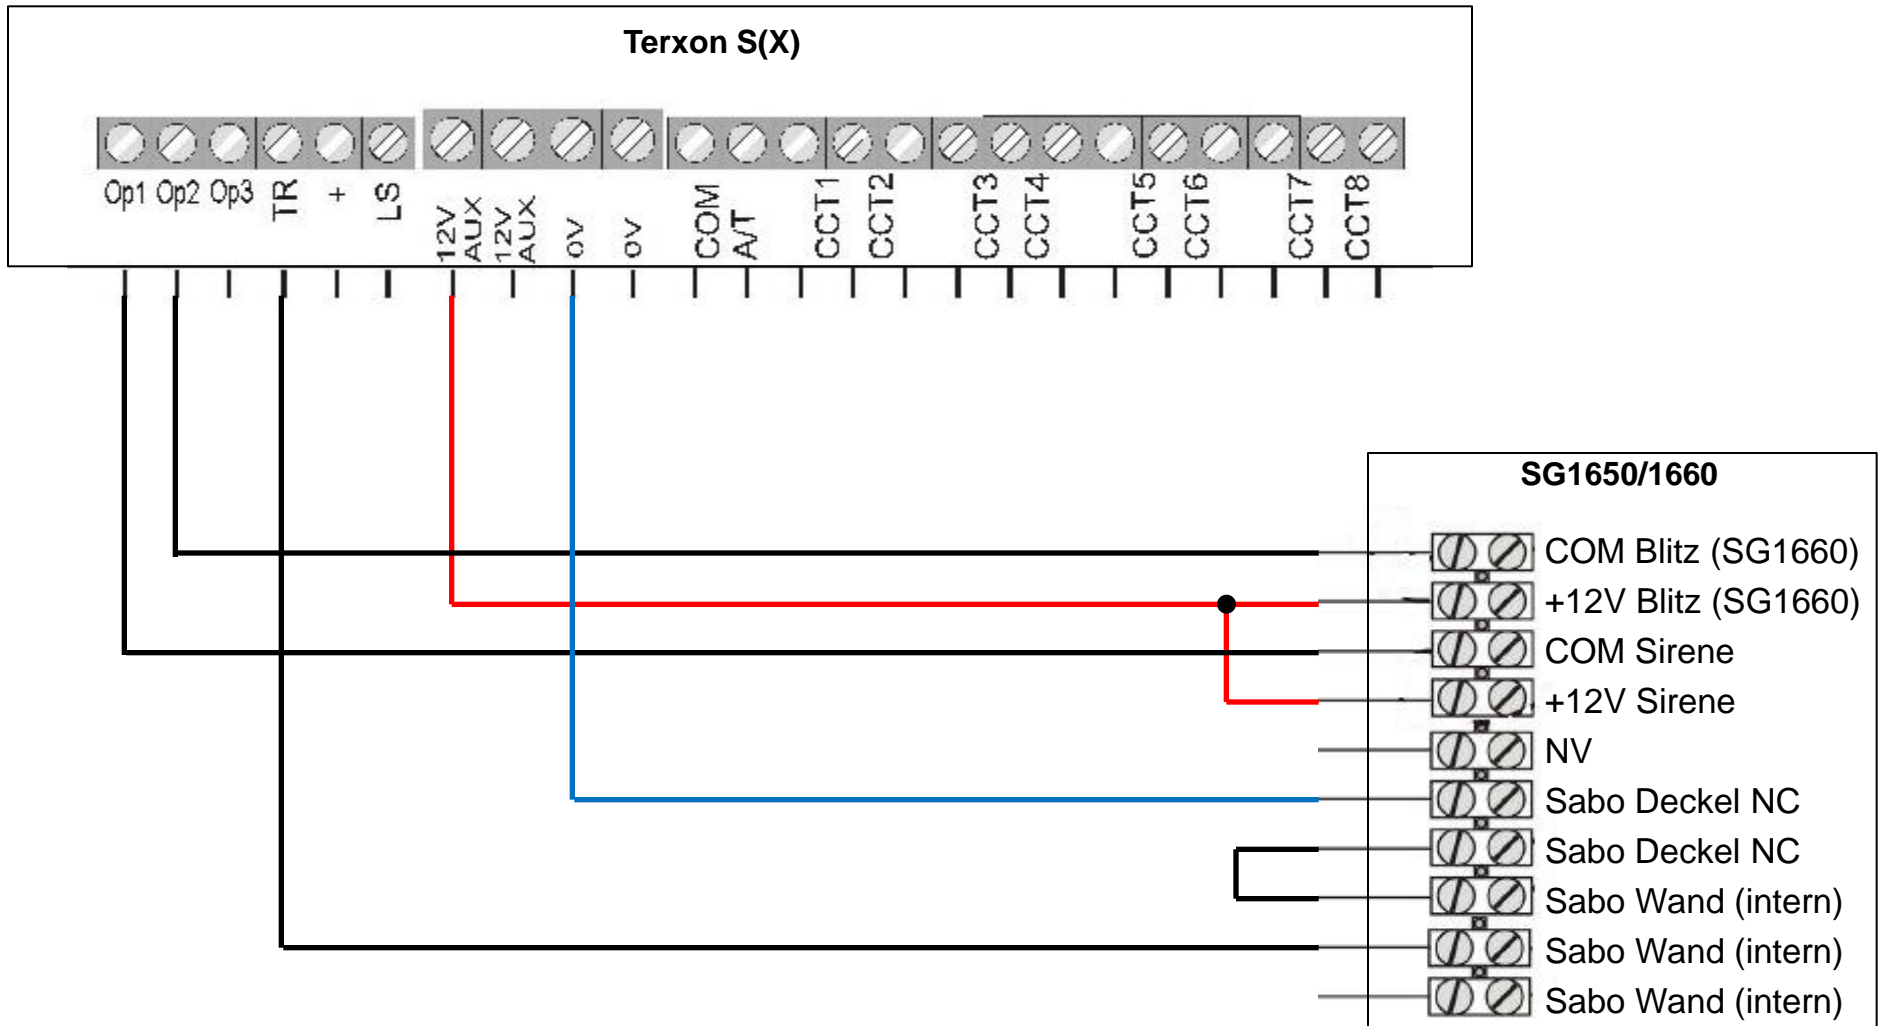 Terxon S(X)
Op1 Op2 Op3 TR + LS 12V AUX 12V AUX 0V 0V COM A/T CCT1 CCT2 CCT3 CCT4 CCT5 CCT6 CCT7 CCT8
SG1650/1660
COM Blitz (SG1660)
+12V Blitz (SG1660)
COM Sirene
+12V Sirene
NV
Sabo Deckel NC
Sabo Deckel NC
Sabo Wand (intern)
Sabo Wand (intern)
Sabo Wand (intern)